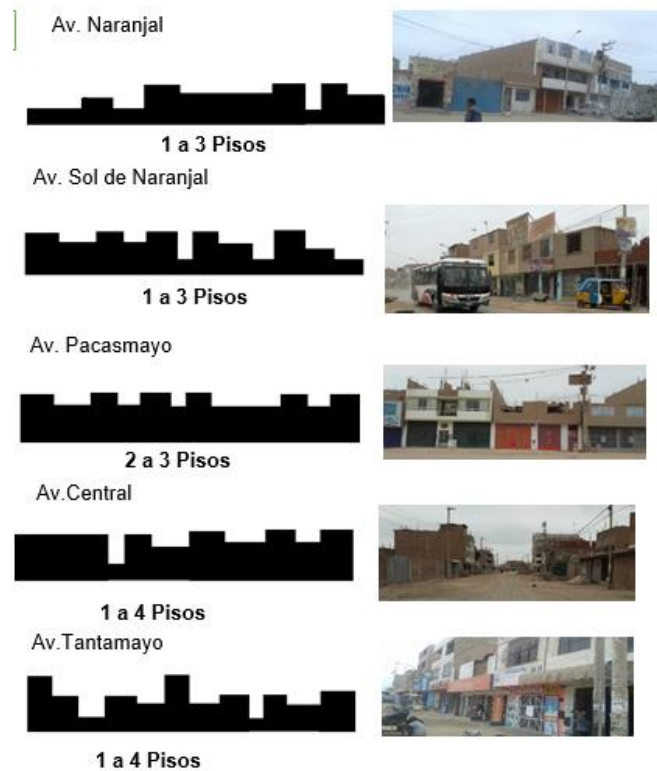 Av. Naranjal
1 a 3 Pisos
Av. Sol de Naranjal
1 a 3 Pisos
Av. Pacasmayo
2 a 3 Pisos
Av.Central
1 a 4 Pisos
Av.Tantamayo
1 a 4 Pisos